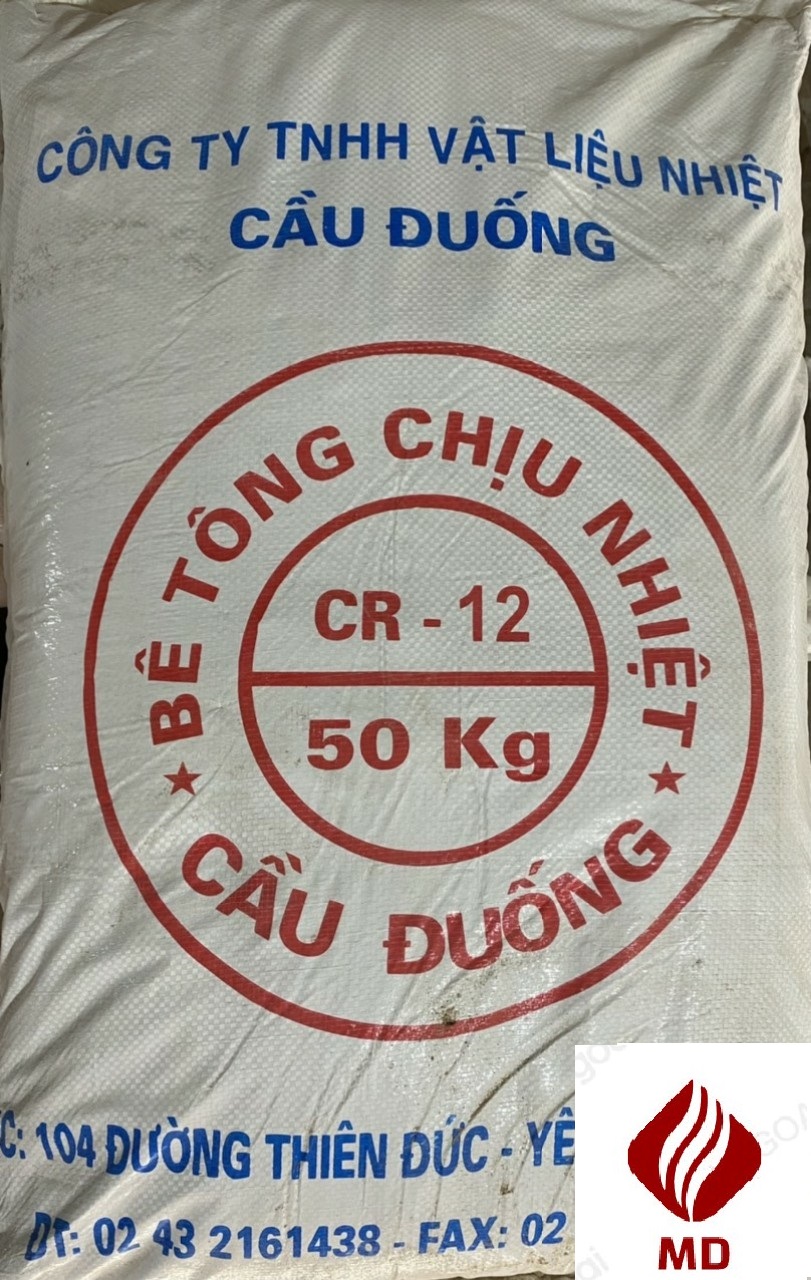 CÔNG TY TNHH VẬT LIỆU NHIỆT
CẦU ĐUỐNG
BÊ TÔNG CHỊU NHIỆT
CR - 12
50 Kg
CẦU ĐUỐNG
ĐC: 104 ĐƯỜNG THIÊN ĐỨC - YÊ
ĐT: 02 43 2161438 - FAX: 02
MD